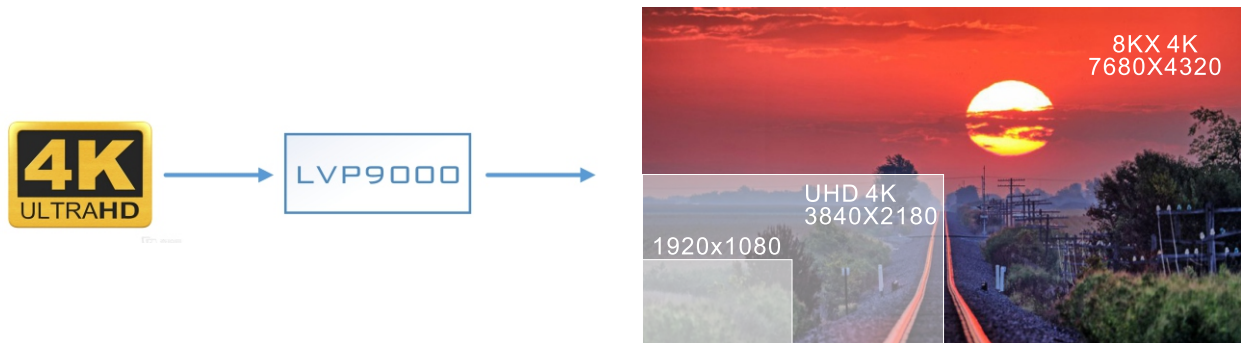 4K
ULTRAHD
LVP9000
8KX 4K
7680X4320
UHD 4K
3840X2180
1920x1080